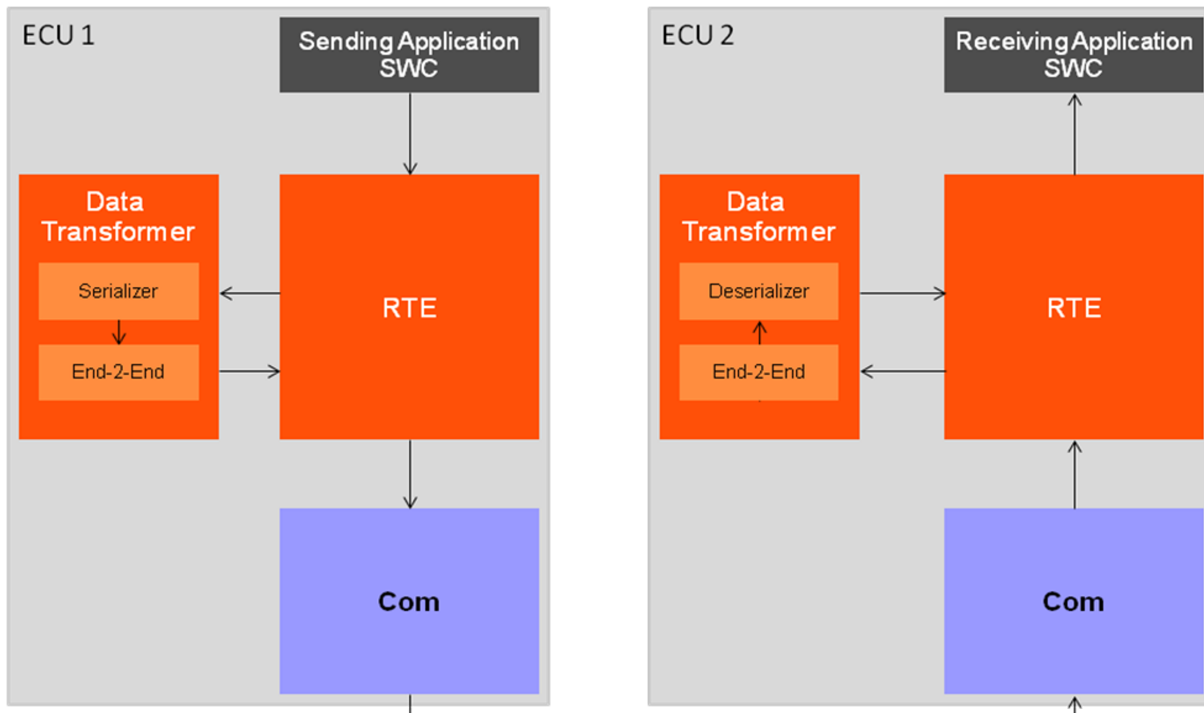 ECU 1
Sending Application
SWC
Data
Transformer
Serializer
End-2-End
RTE
Com
ECU 2
Receiving Application
SWC
Data
Transformer
Deserializer
End-2-End
RTE
Com